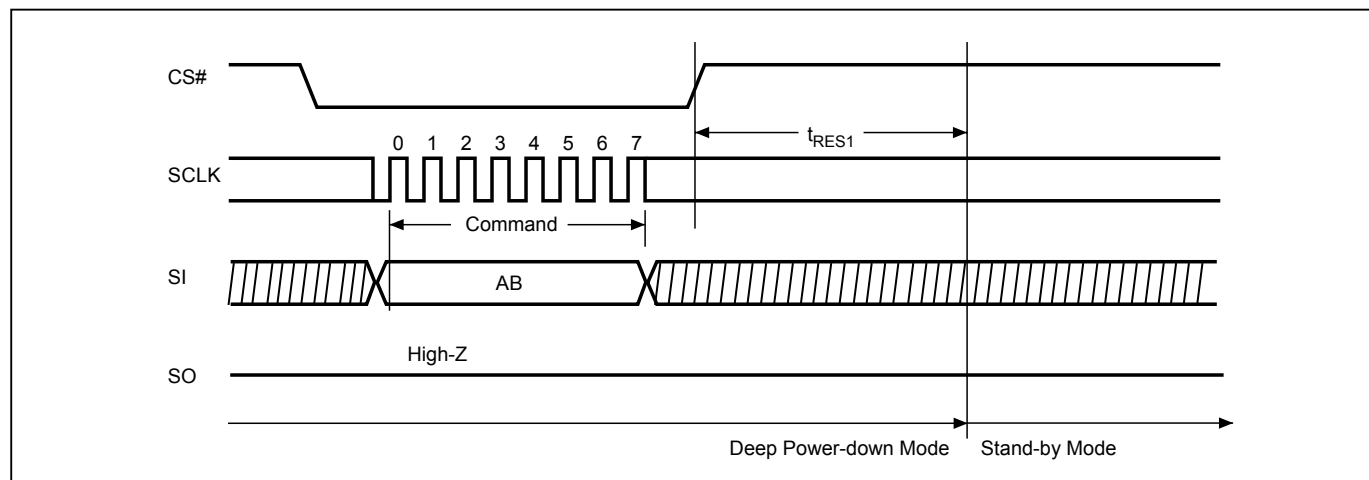 CS#
tRES1
0 1 2 3 4 5 6 7
SCLK
Command
SI
AB
High-Z
SO
Deep Power-down Mode
Stand-by Mode